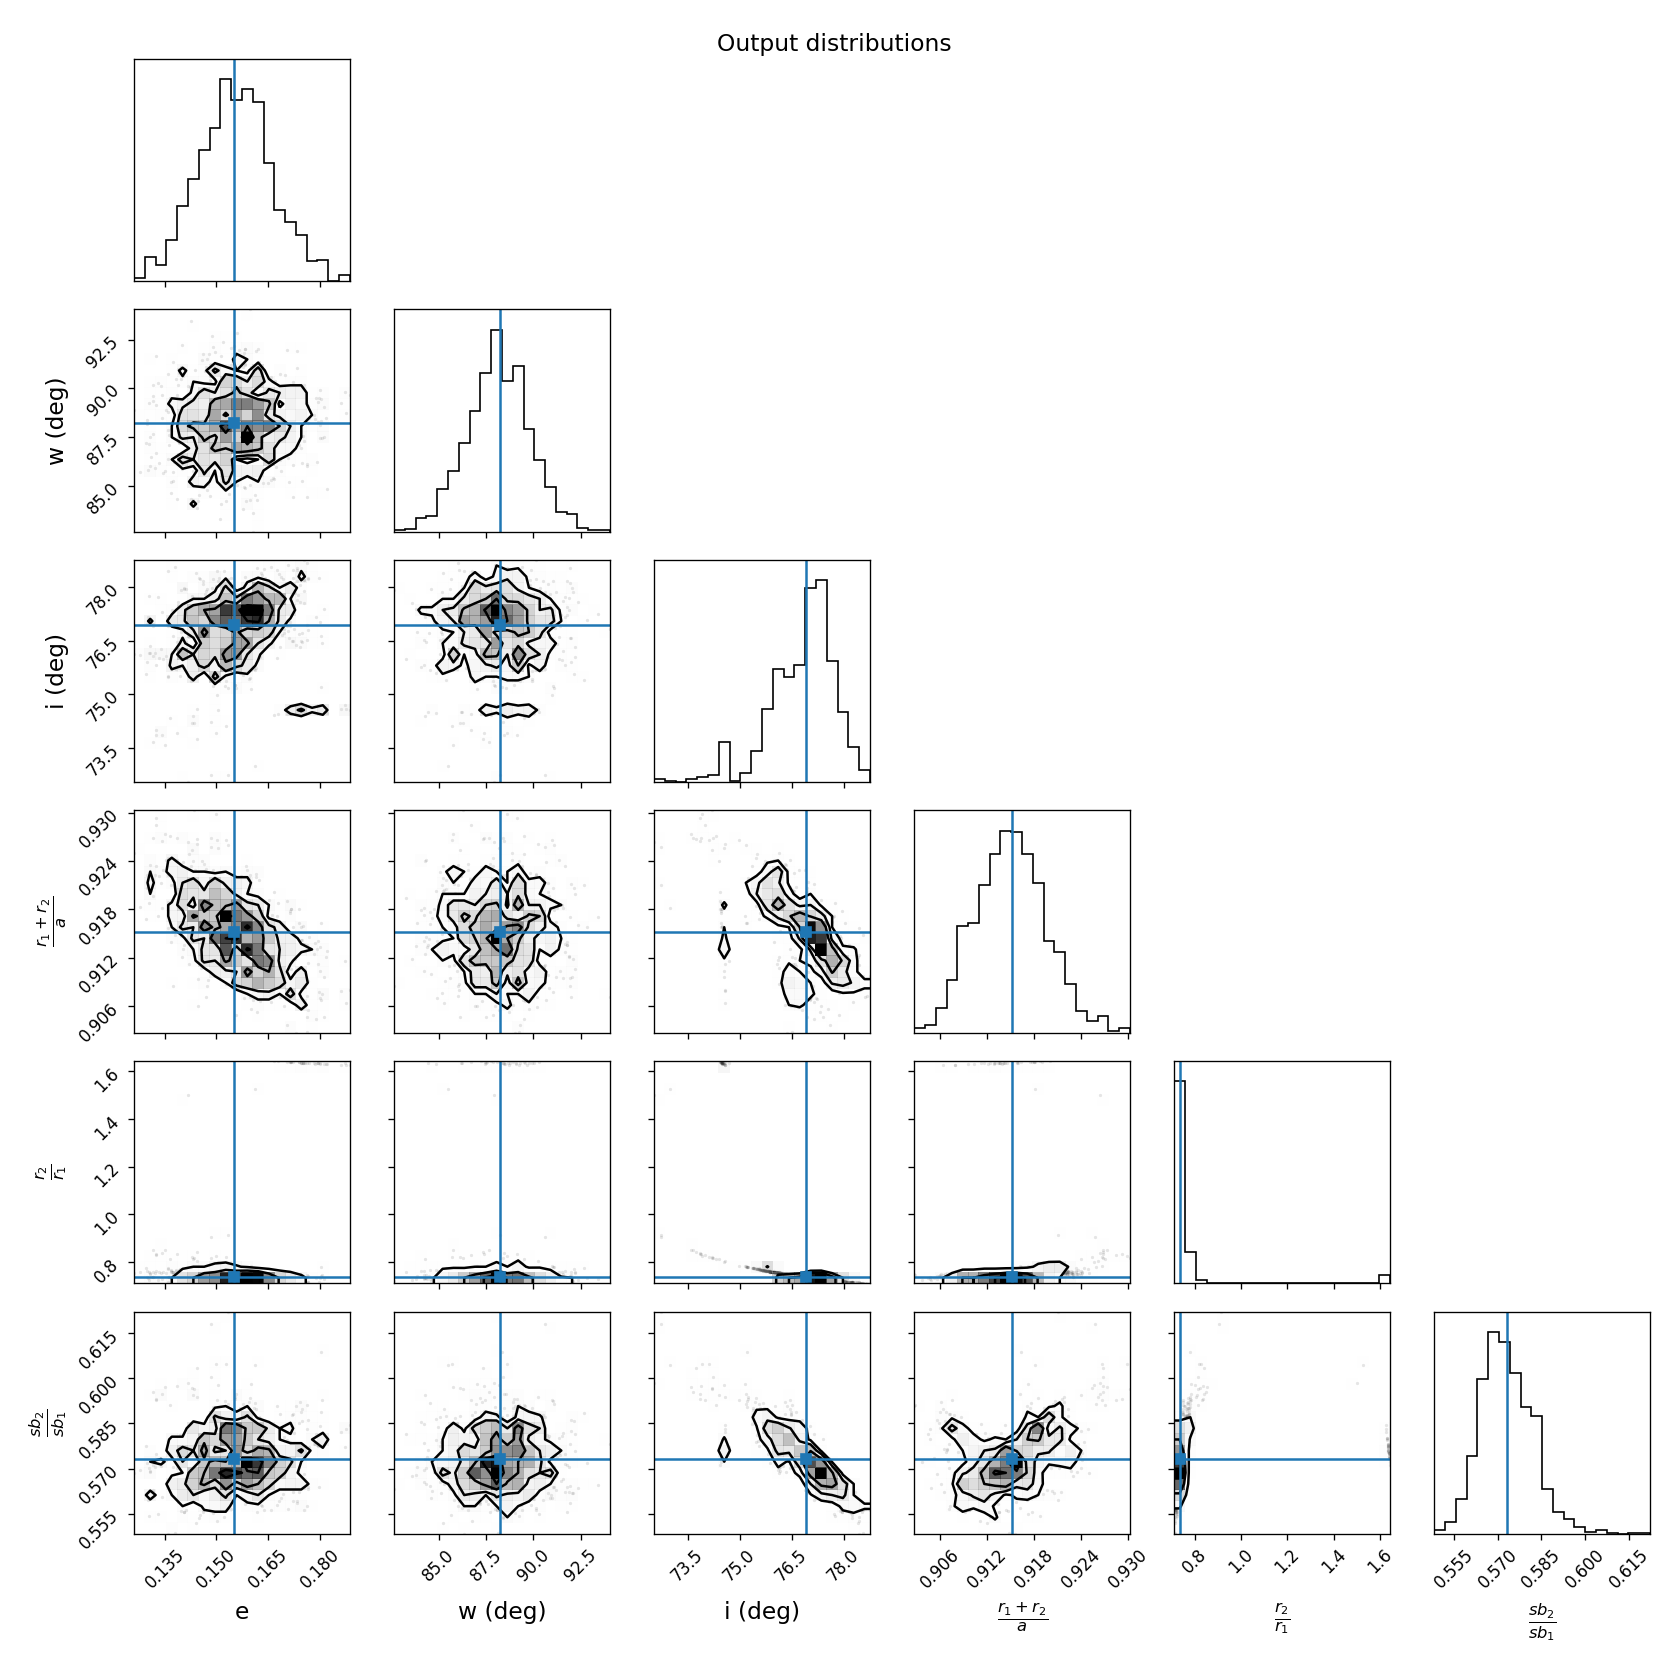 Output distributions
w (deg)
92.5
90.0
87.5
85.0
i (deg)
78.0
76.5
75.0
73.5
r₁ + r₂
a
0.930
0.924
0.918
0.912
0.906
r₂
r₁
1.6
1.4
1.2
1.0
0.8
sb₂
sb₁
0.615
0.600
0.585
0.570
0.555
0.135 0.150 0.165 0.180
85.0 87.5 90.0 92.5
73.5 75.0 76.5 78.0
0.906 0.912 0.918 0.924 0.930
0.8 1.0 1.2 1.4 1.6
0.555 0.570 0.585 0.600 0.615
e
w (deg)
i (deg)
r₁ + r₂
a
r₂
r₁
sb₂
sb₁